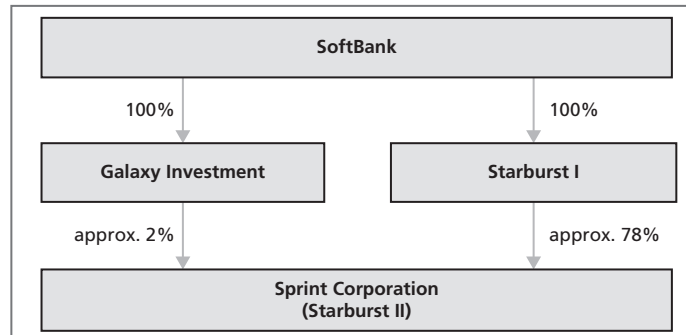 SoftBank
100%
100%
Galaxy Investment
Starburst I
approx. 2%
approx. 78%
Sprint Corporation
(Starburst II)